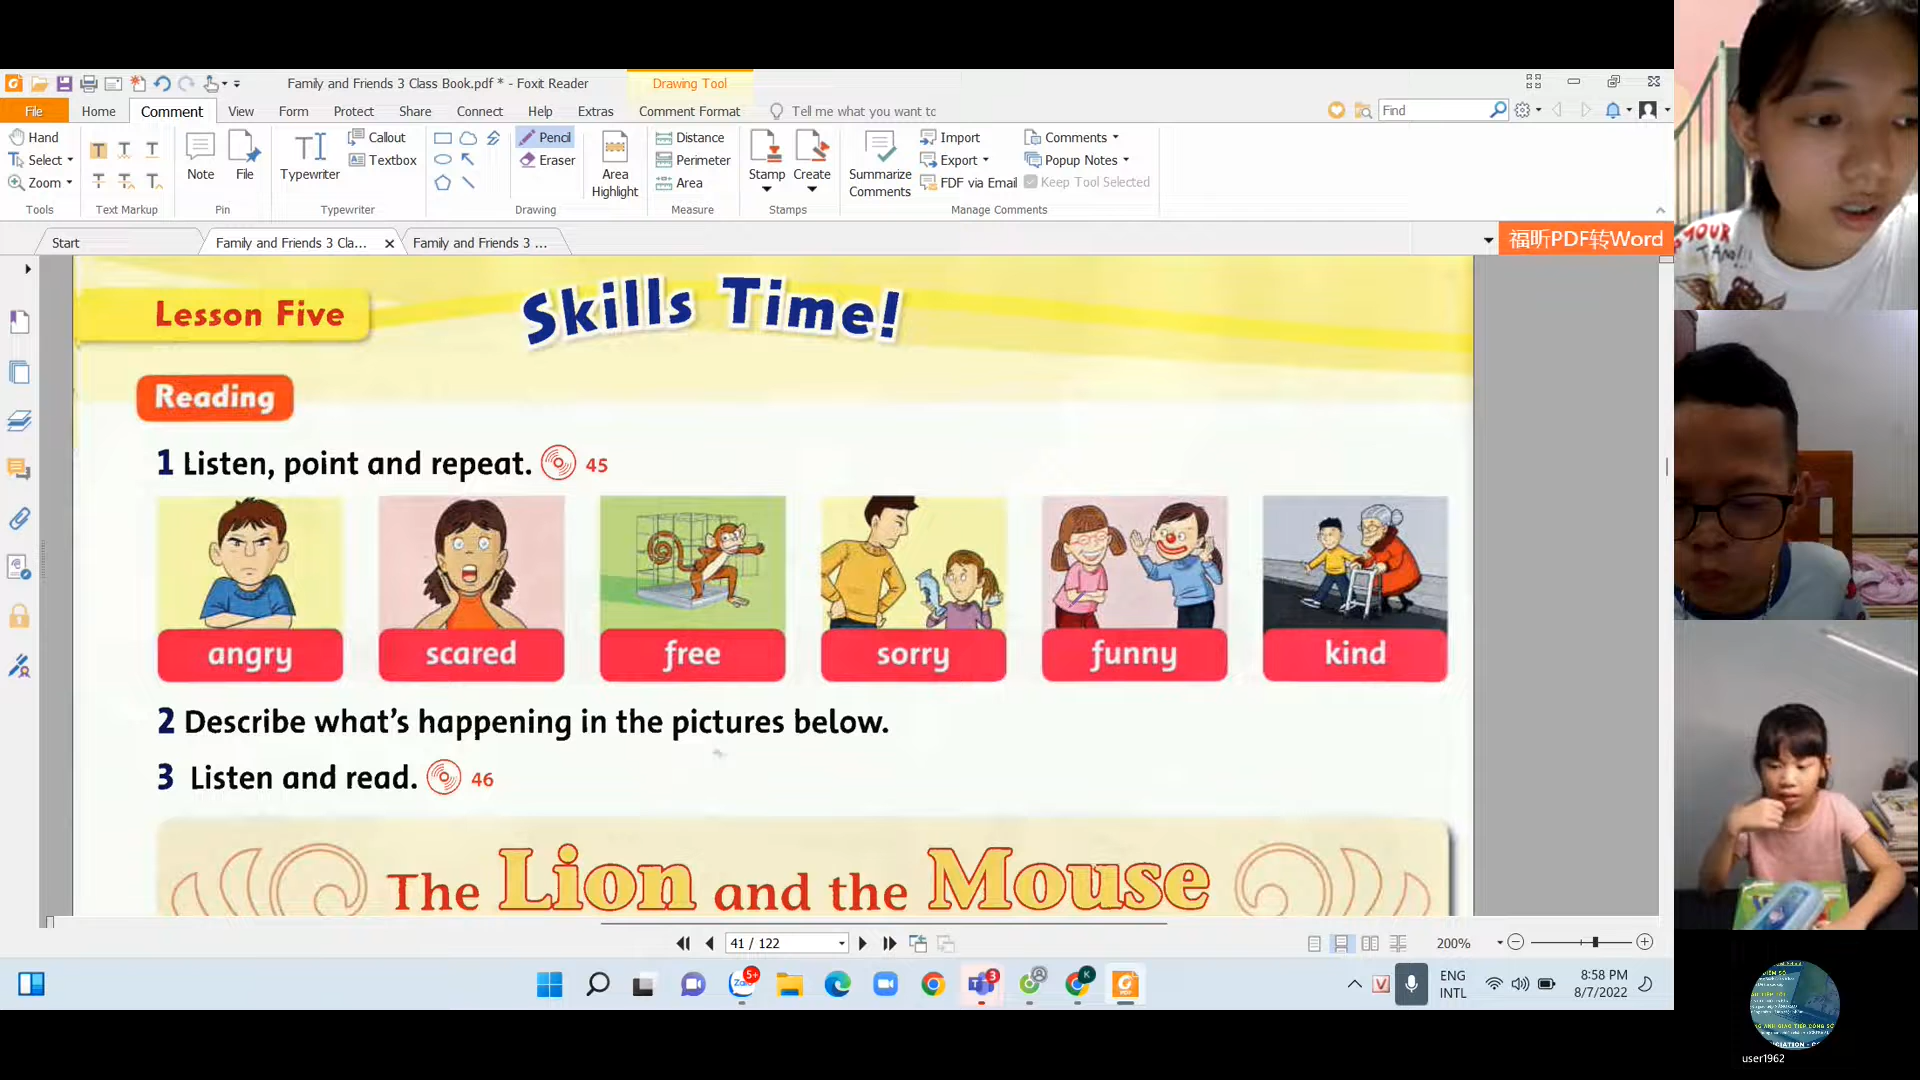 Family and Friends 3 Class Book.pdf * - Foxit Reader
Drawing Tool
File Home Comment View Form Protect Share Connect Help Extras Comment Format Tell me what you want to
Find
Hand
Select
Zoom
Tools
Text Markup
Note
File
Pin
Typewriter
Callout
Textbox
Typewriter
Pencil
Eraser
Drawing
Area
Highlight
Distance
Perimeter
Area
Measure
Stamp
Create
Stamps
Summarize
Comments
Import
Export
FDF via Email
Comments
Popup Notes
Keep Tool Selected
Manage Comments
Start
Family and Friends 3 Cla...
Family and Friends 3 ...
福昕PDF转Word
Lesson Five
Skills Time!
Reading
1 Listen, point and repeat. 45
angry scared free sorry funny kind
2 Describe what's happening in the pictures below.
3 Listen and read. 46
The Lion and the Mouse
41 / 122
200%
5+
Zalo
3
K
V
ENG
INTL
8:58 PM
8/7/2022
user1962